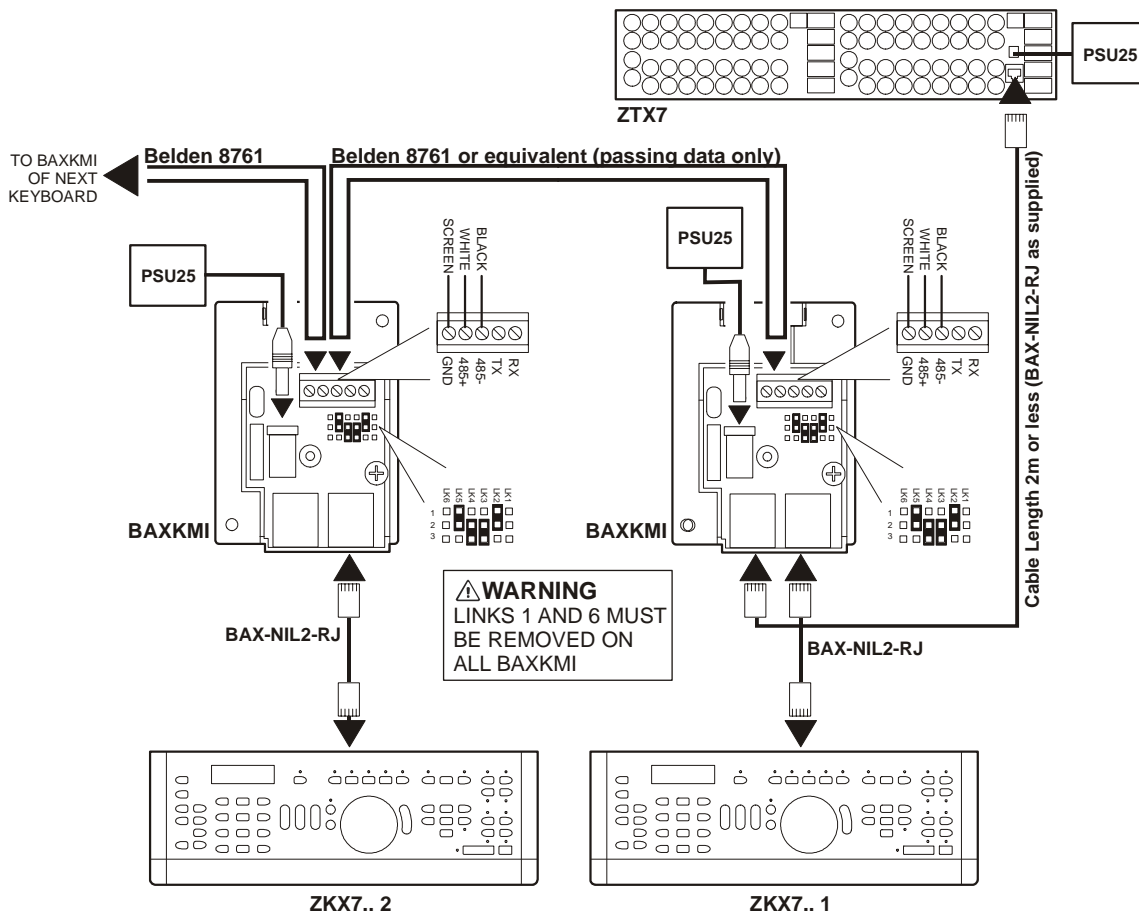 PSU25
ZTX7
TO BAXKMI
OF NEXT
KEYBOARD
Belden 8761
Belden 8761 or equivalent (passing data only)
Cable Length 2m or less (BAX-NIL2-RJ as supplied)
PSU25
SCREEN
WHITE
BLACK
GND
485+
485-
TX
RX
PSU25
SCREEN
WHITE
BLACK
GND
485+
485-
TX
RX
LK6
LK5
LK4
LK3
LK2
LK1
1
2
3
BAXKMI
LK6
LK5
LK4
LK3
LK2
LK1
1
2
3
BAXKMI
⚠WARNING
LINKS 1 AND 6 MUST
BE REMOVED ON
ALL BAXKMI
BAX-NIL2-RJ
BAX-NIL2-RJ
ZKX7.. 2
ZKX7.. 1